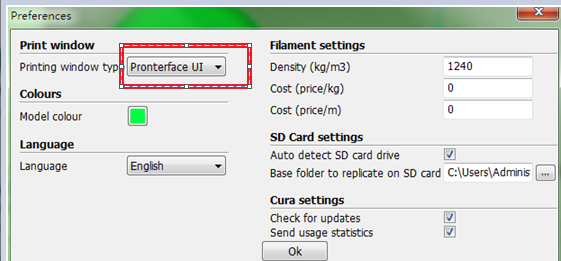 Preferences
Print window
Printing window typ
Pronterface UI
Colours
Model colour
Language
Language
English
Filament settings
Density (kg/m3)
1240
Cost (price/kg)
0
Cost (price/m)
0
SD Card settings
Auto detect SD card drive
Base folder to replicate on SD card
C:\Users\Adminis
...
Cura settings
Check for updates
Send usage statistics
Ok